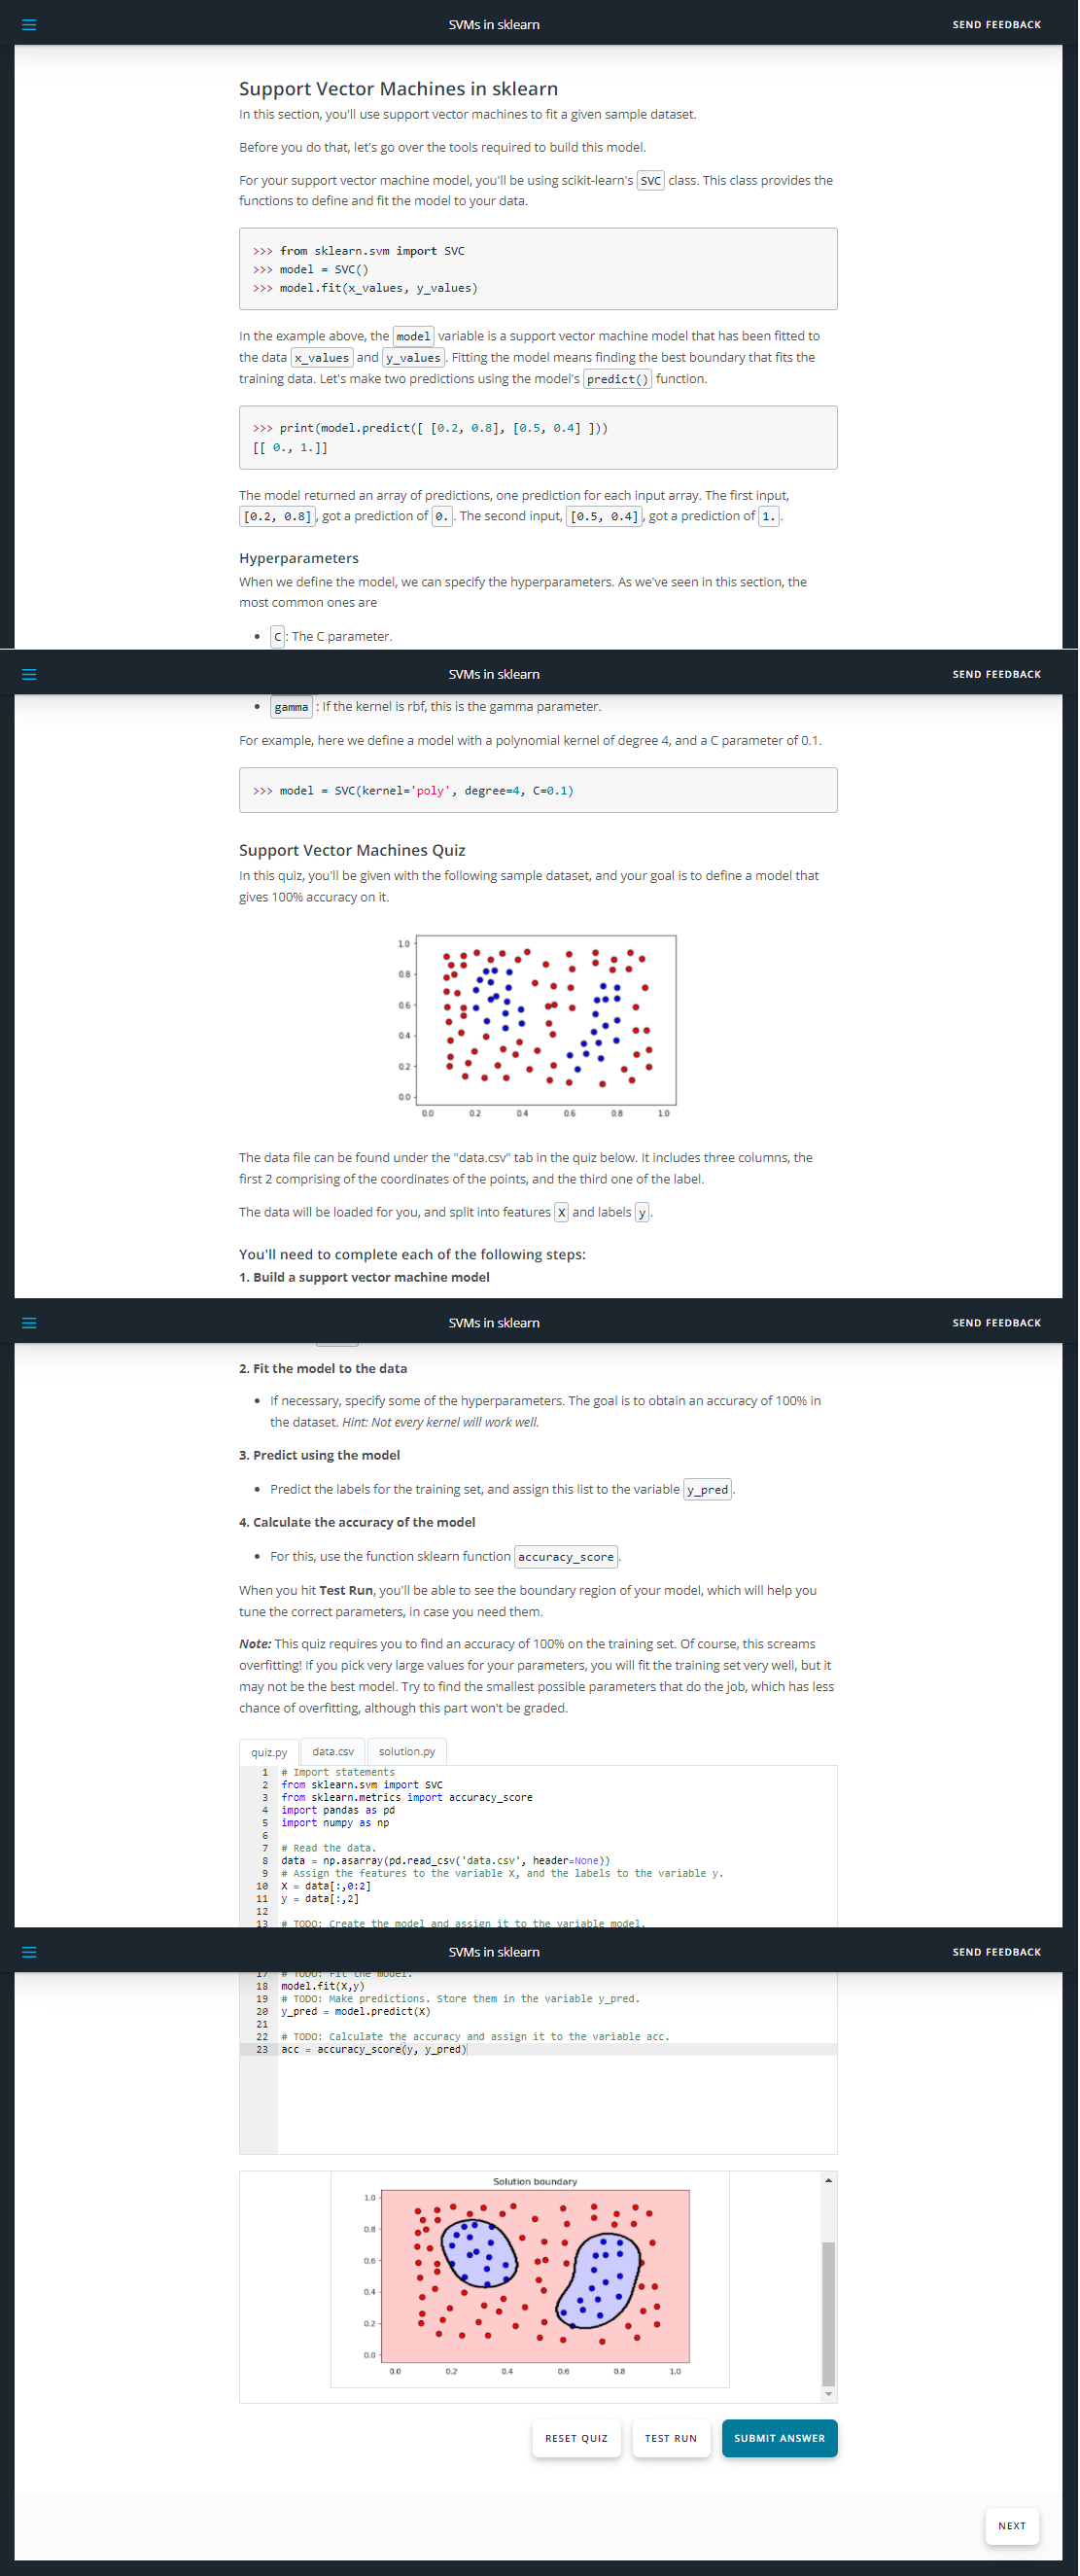 SVMs in sklearn
SEND FEEDBACK
Support Vector Machines in sklearn
In this section, you'll use support vector machines to fit a given sample dataset.
Before you do that, let's go over the tools required to build this model.
For your support vector machine model, you'll be using scikit-learn's SVC class. This class provides the
functions to define and fit the model to your data.
>>> from sklearn.svm import SVC
>>> model = SVC()
>>> model.fit(x_values, y_values)
In the example above, the model variable is a support vector machine model that has been fitted to
the data x_values and y_values. Fitting the model means finding the best boundary that fits the
training data. Let's make two predictions using the model's predict() function.
>>> print(model.predict([ [0.2, 0.8], [0.5, 0.4] ]))
[[ 0., 1.]]
The model returned an array of predictions, one prediction for each input array. The first input,
[0.2, 0.8], got a prediction of 0.. The second input, [0.5, 0.4], got a prediction of 1..
Hyperparameters
When we define the model, we can specify the hyperparameters. As we've seen in this section, the
most common ones are
• C: The C parameter.
SVMs in sklearn
SEND FEEDBACK
• gamma : If the kernel is rbf, this is the gamma parameter.
For example, here we define a model with a polynomial kernel of degree 4, and a C parameter of 0.1.
>>> model = SVC(kernel='poly', degree=4, C=0.1)
Support Vector Machines Quiz
In this quiz, you'll be given with the following sample dataset, and your goal is to define a model that
gives 100% accuracy on it.
1.0
0.8
0.6
0.4
0.2
0.0
0.0 0.2 0.4 0.6 0.8 1.0
The data file can be found under the "data.csv" tab in the quiz below. It includes three columns, the
first 2 comprising of the coordinates of the points, and the third one of the label.
The data will be loaded for you, and split into features X and labels y.
You'll need to complete each of the following steps:
1. Build a support vector machine model
SVMs in sklearn
SEND FEEDBACK
2. Fit the model to the data
• If necessary, specify some of the hyperparameters. The goal is to obtain an accuracy of 100% in
the dataset. Hint: Not every kernel will work well.
3. Predict using the model
• Predict the labels for the training set, and assign this list to the variable y_pred.
4. Calculate the accuracy of the model
• For this, use the function sklearn function accuracy_score.
When you hit Test Run, you'll be able to see the boundary region of your model, which will help you
tune the correct parameters, in case you need them.
Note: This quiz requires you to find an accuracy of 100% on the training set. Of course, this screams
overfitting! If you pick very large values for your parameters, you will fit the training set very well, but it
may not be the best model. Try to find the smallest possible parameters that do the job, which has less
chance of overfitting, although this part won't be graded.
quiz.py data.csv solution.py
1 # Import statements
2 from sklearn.svm import SVC
3 from sklearn.metrics import accuracy_score
4 import pandas as pd
5 import numpy as np
6
7 # Read the data.
8 data = np.asarray(pd.read_csv('data.csv', header=None))
9 # Assign the features to the variable X, and the labels to the variable y.
10 X = data[:,0:2]
11 y = data[:,2]
12
13 # TODO: Create the model and assign it to the variable model.
SVMs in sklearn
SEND FEEDBACK
17 # TODO: Fit the model.
18 model.fit(X,y)
19 # TODO: Make predictions. Store them in the variable y_pred.
20 y_pred = model.predict(X)
21
22 # TODO: Calculate the accuracy and assign it to the variable acc.
23 acc = accuracy_score(y, y_pred)
Solution boundary
1.0
0.8
0.6
0.4
0.2
0.0
0.0 0.2 0.4 0.6 0.8 1.0
RESET QUIZ
TEST RUN
SUBMIT ANSWER
NEXT